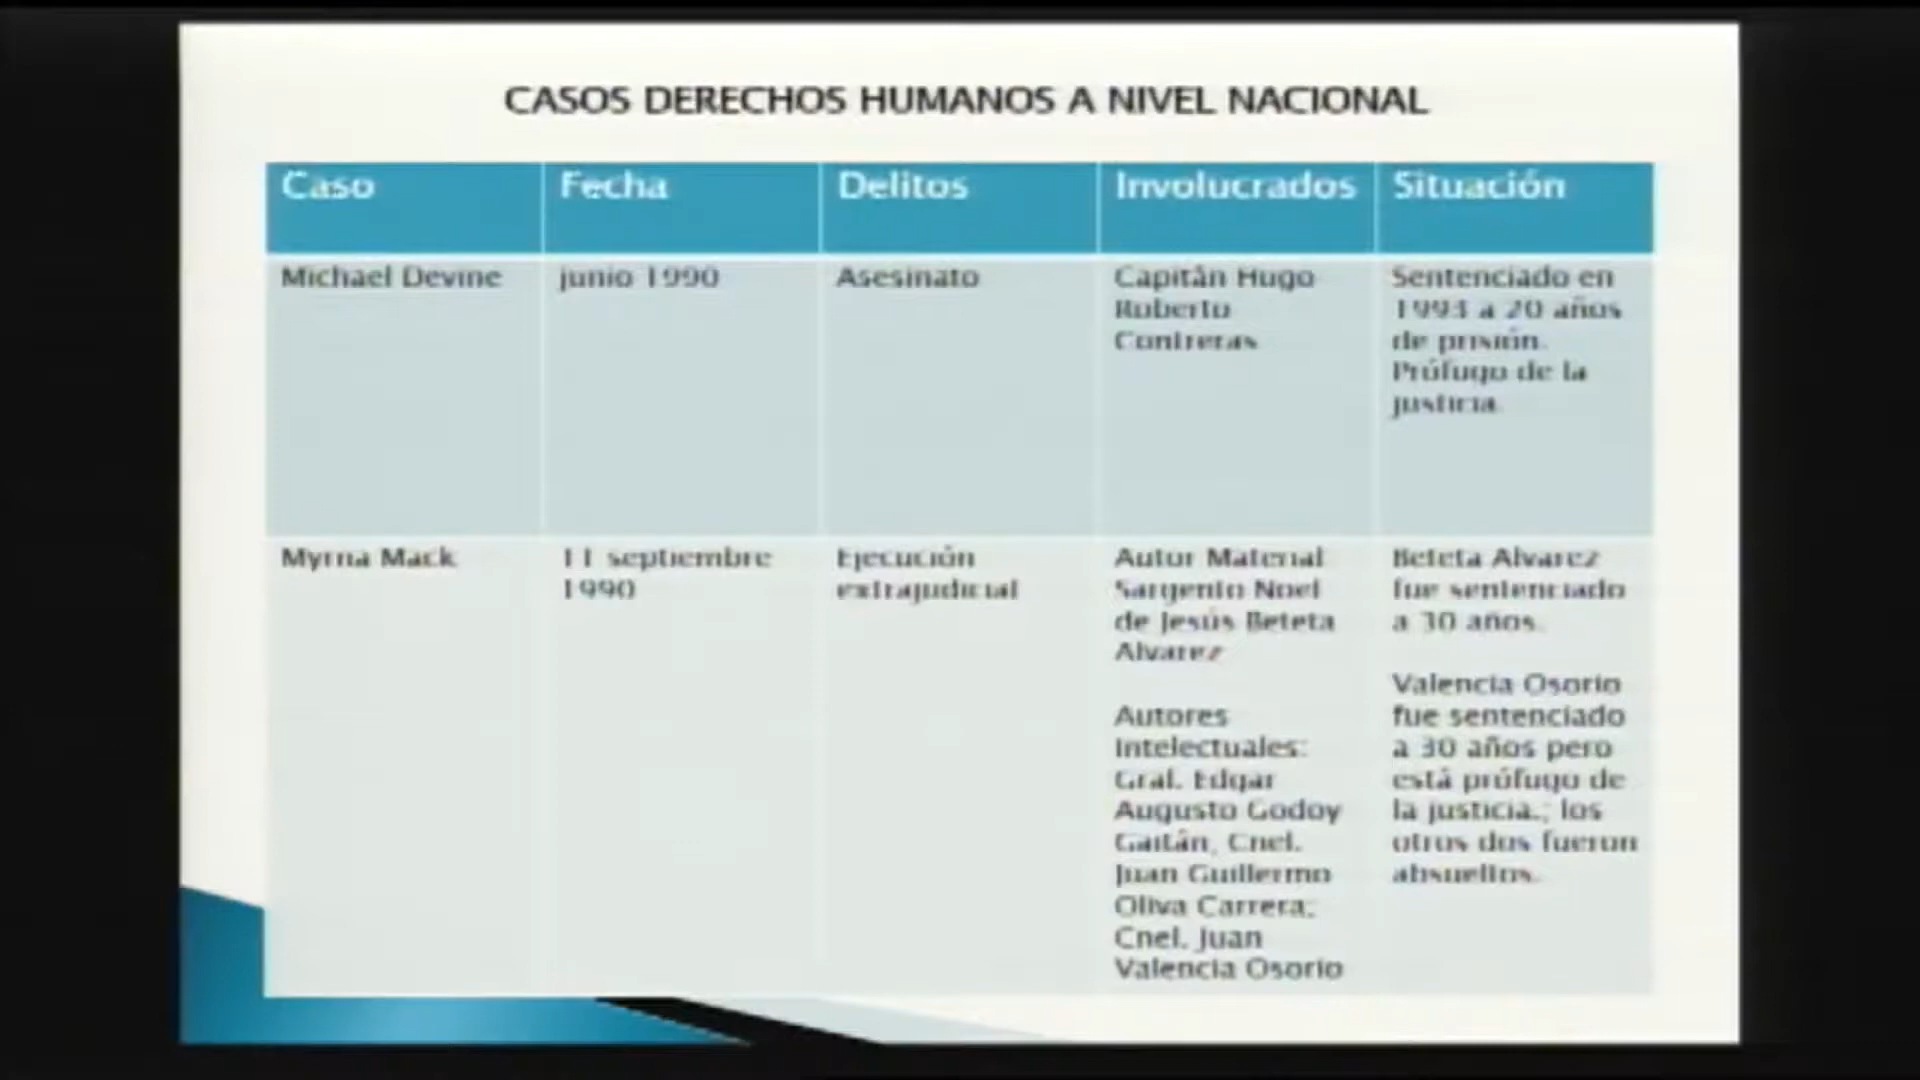 CASOS DERECHOS HUMANOS A NIVEL NACIONAL
Caso
Fecha
Delitos
Involucrados
Situación
Michael Devine
junio 1990
Asesinato
Capitán Hugo
Roberto
Contreras
Sentenciado en
1993 a 20 años
de prisión.
Prófugo de la
justicia.
Myrna Mack
11 septiembre
1990
Ejecución
extrajudicial
Autor Material
Sargento Noel
de Jesús Beteta
Alvarez
Autores
Intelectuales:
Gral. Edgar
Augusto Godoy
Gaitán, Cnel.
Juan Guillermo
Oliva Carrera;
Cnel. Juan
Valencia Osorio
Beteta Alvarez
fue sentenciado
a 30 años.
Valencia Osorio
fue sentenciado
a 30 años pero
está prófugo de
la justicia.; los
otros dos fueron
absueltos.